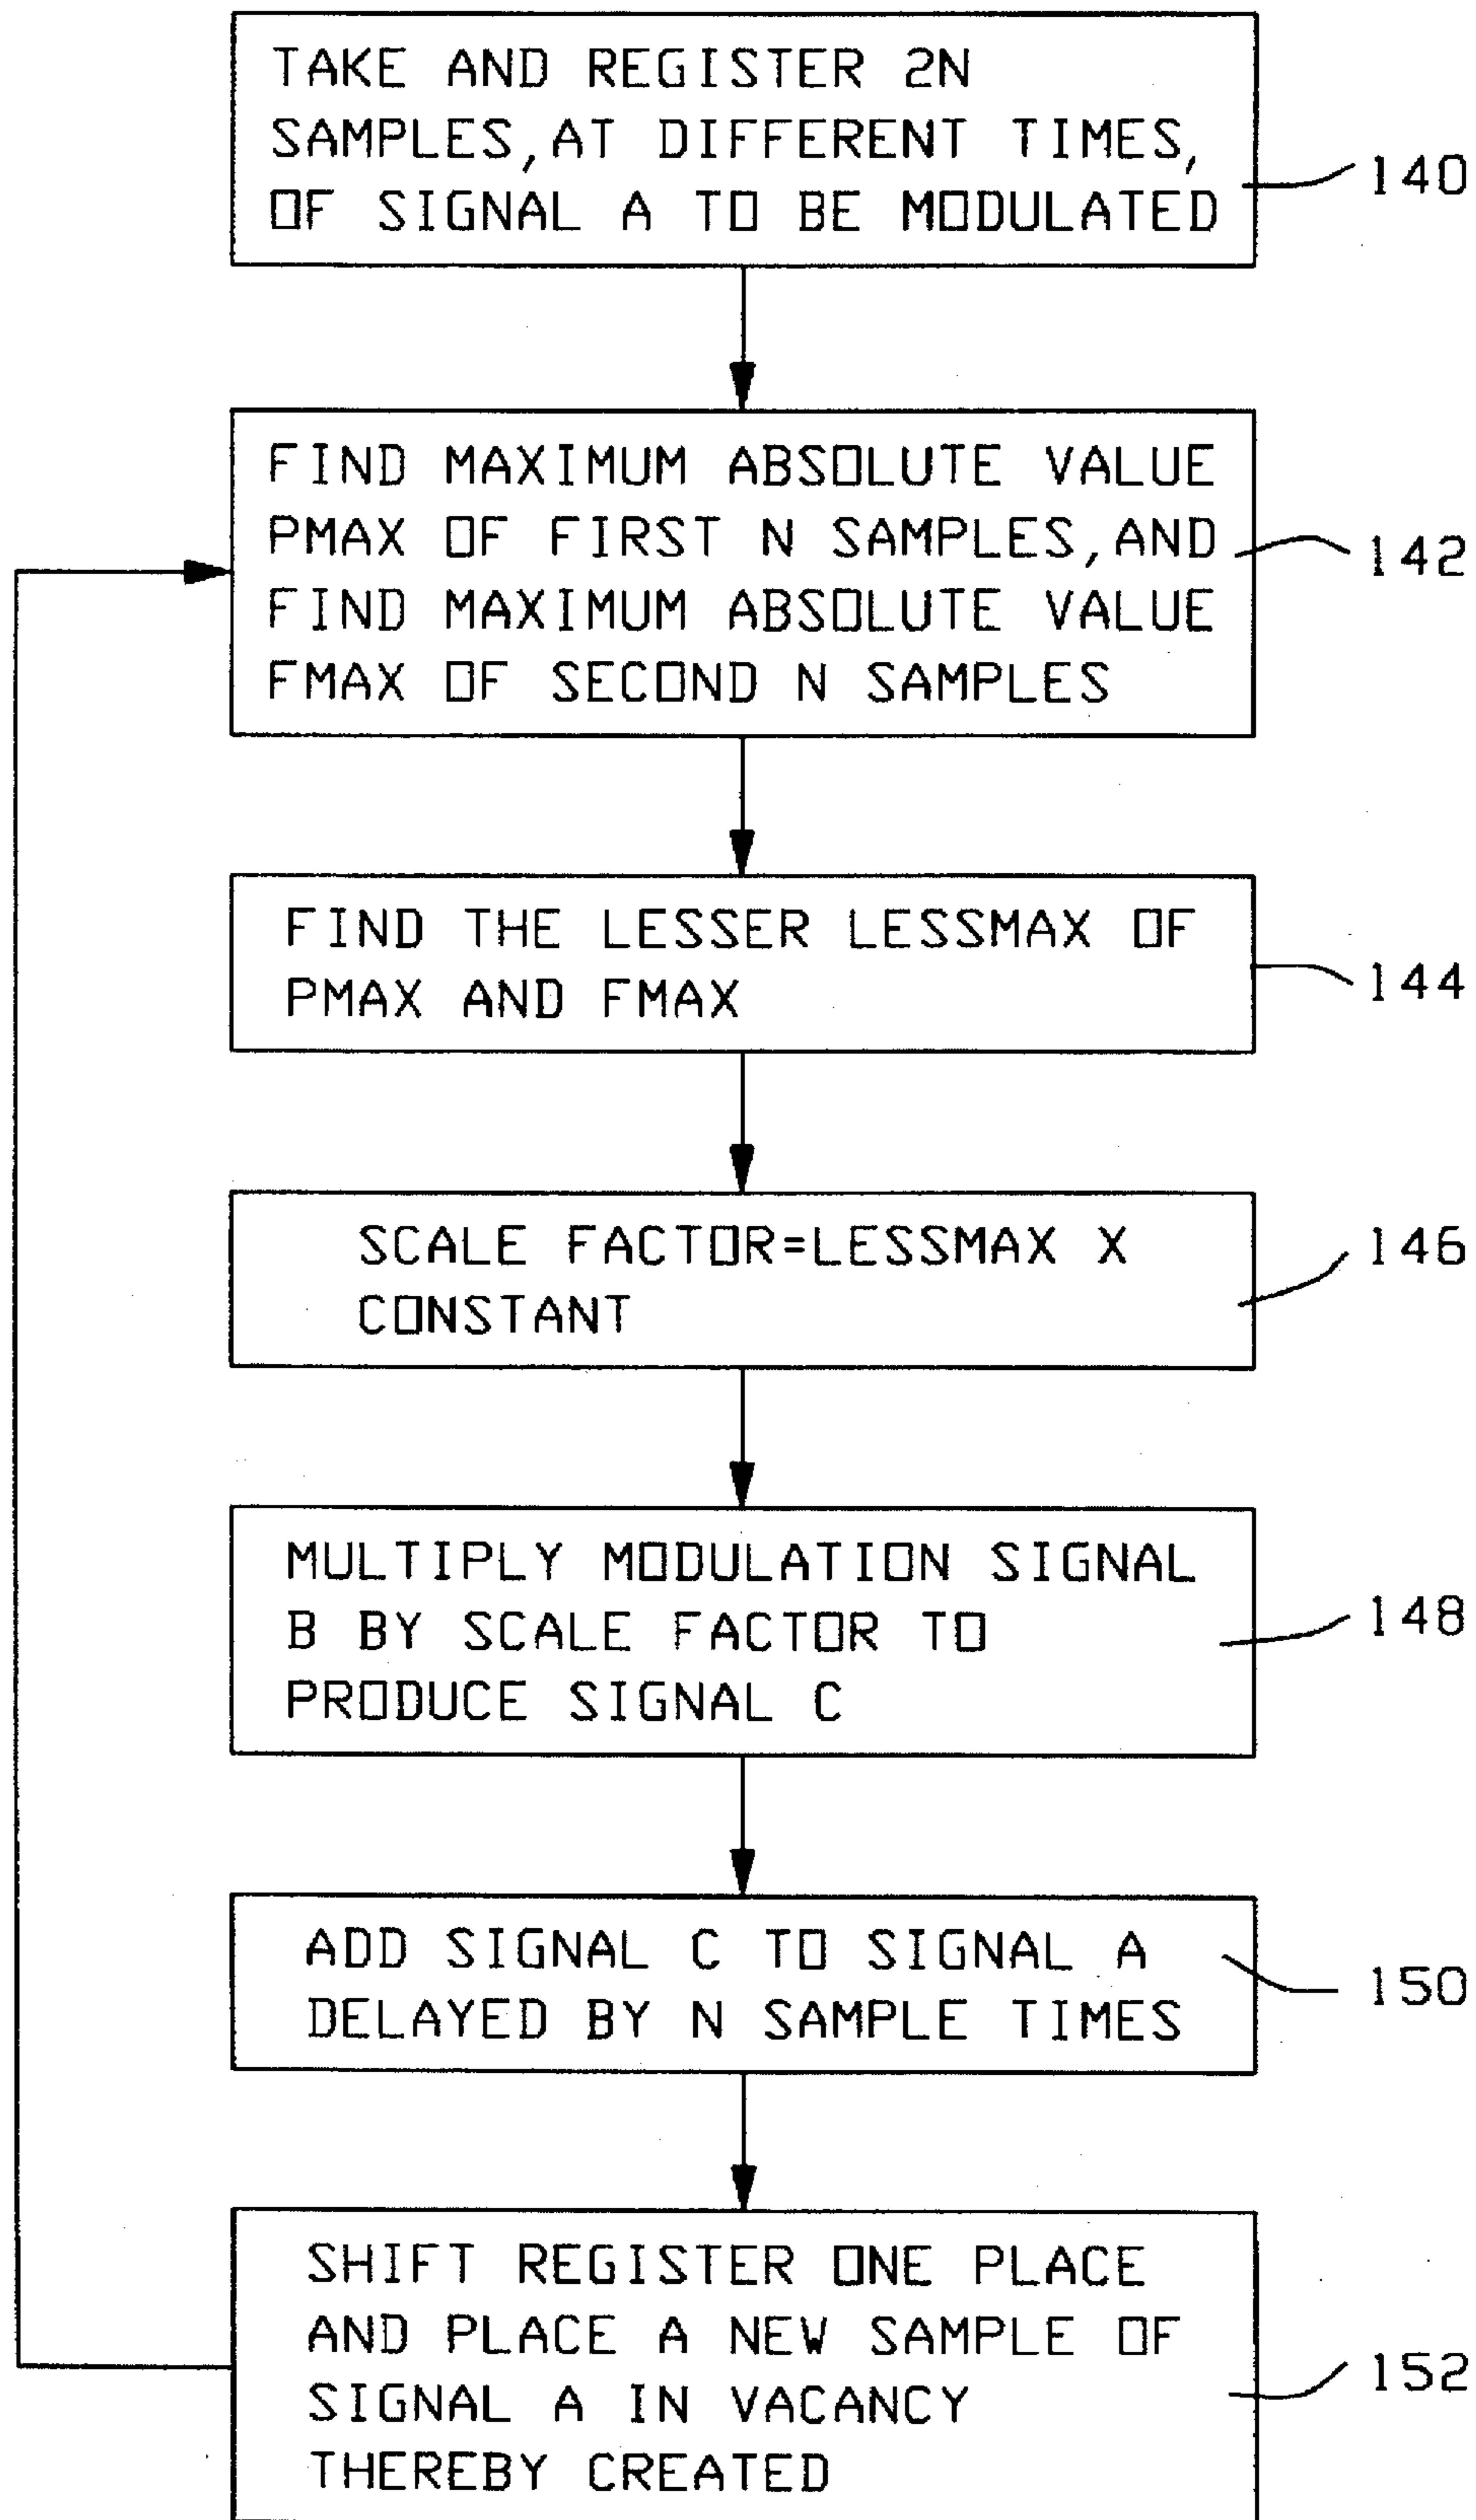 TAKE AND REGISTER 2N
SAMPLES, AT DIFFERENT TIMES,
OF SIGNAL A TO BE MODULATED
140
FIND MAXIMUM ABSOLUTE VALUE
PMAX OF FIRST N SAMPLES, AND
FIND MAXIMUM ABSOLUTE VALUE
FMAX OF SECOND N SAMPLES
142
FIND THE LESSER LESSMAX OF
PMAX AND FMAX
144
SCALE FACTOR=LESSMAX X
CONSTANT
146
MULTIPLY MODULATION SIGNAL
B BY SCALE FACTOR TO
PRODUCE SIGNAL C
148
ADD SIGNAL C TO SIGNAL A
DELAYED BY N SAMPLE TIMES
150
SHIFT REGISTER ONE PLACE
AND PLACE A NEW SAMPLE OF
SIGNAL A IN VACANCY
THEREBY CREATED
152